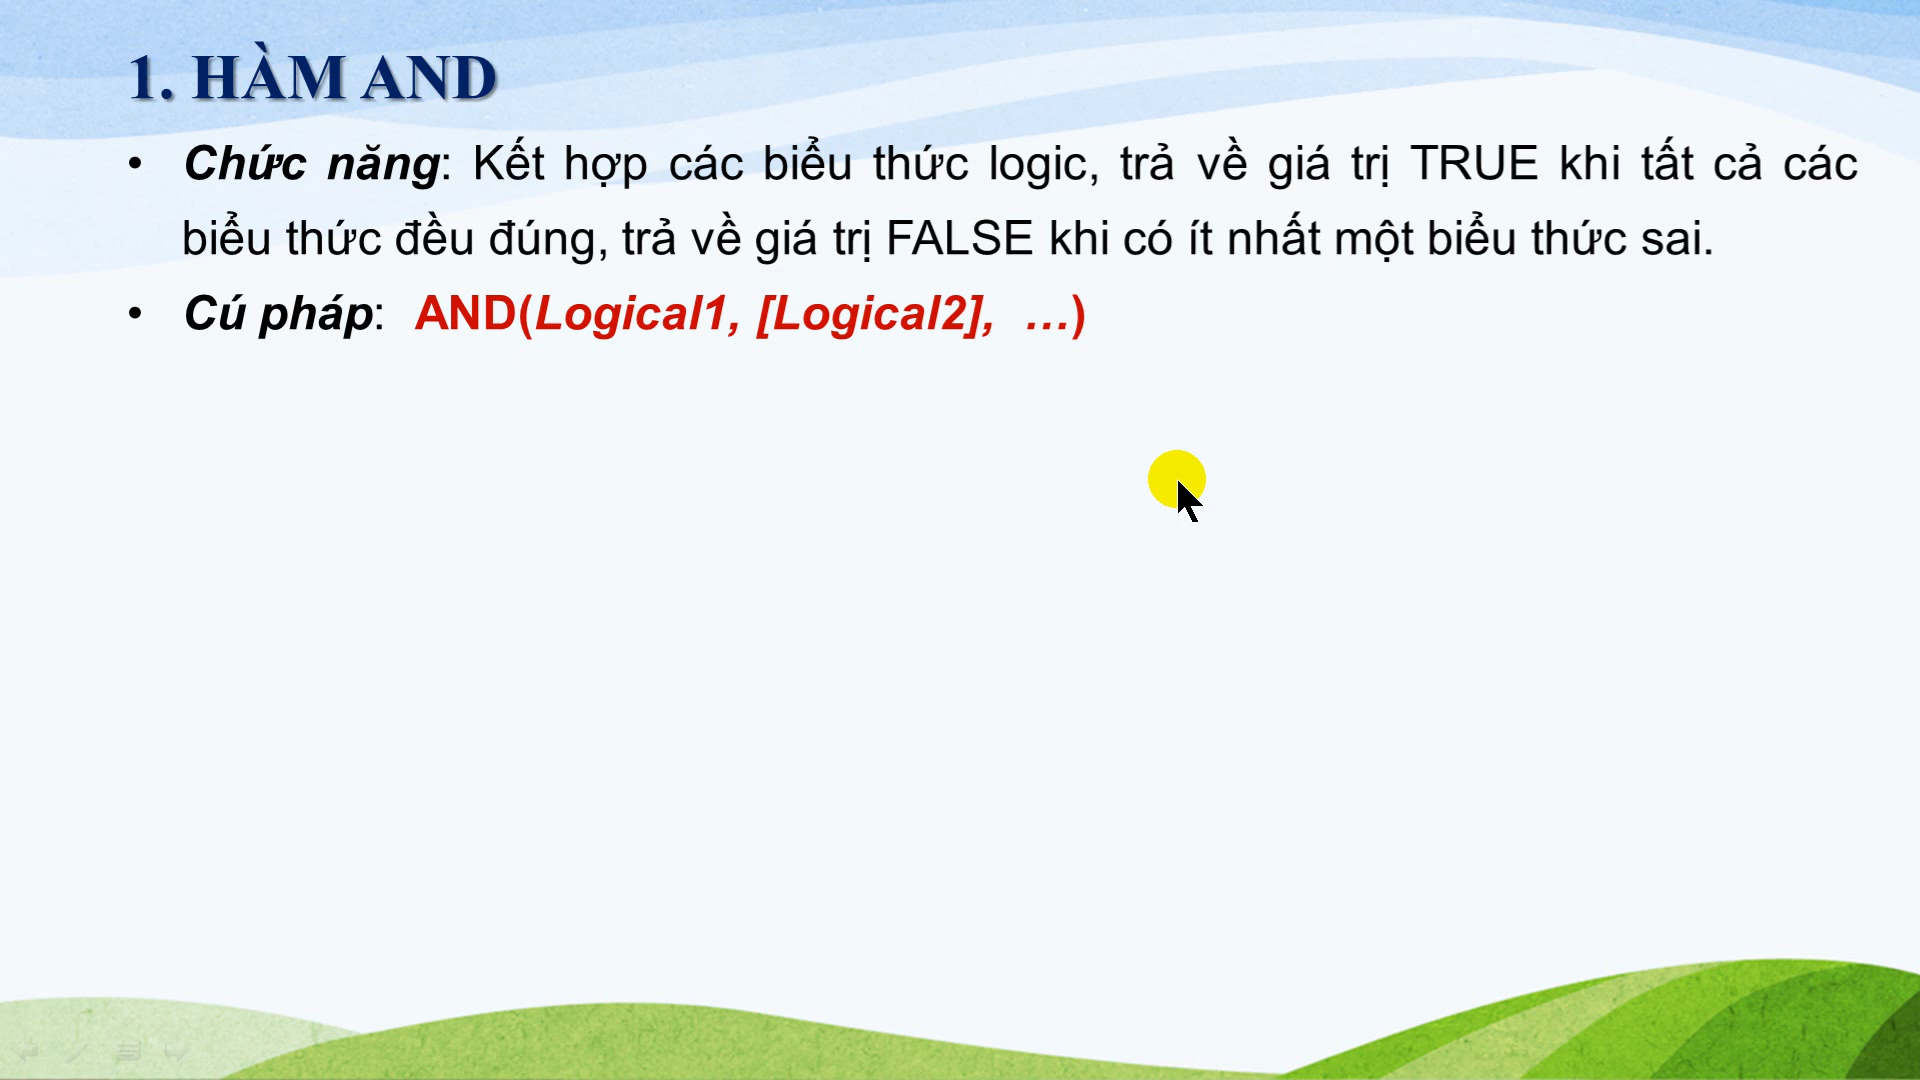 1. HÀM AND
• Chức năng: Kết hợp các biểu thức logic, trả về giá trị TRUE khi tất cả các
biểu thức đều đúng, trả về giá trị FALSE khi có ít nhất một biểu thức sai.
• Cú pháp: AND(Logical1, [Logical2], …)